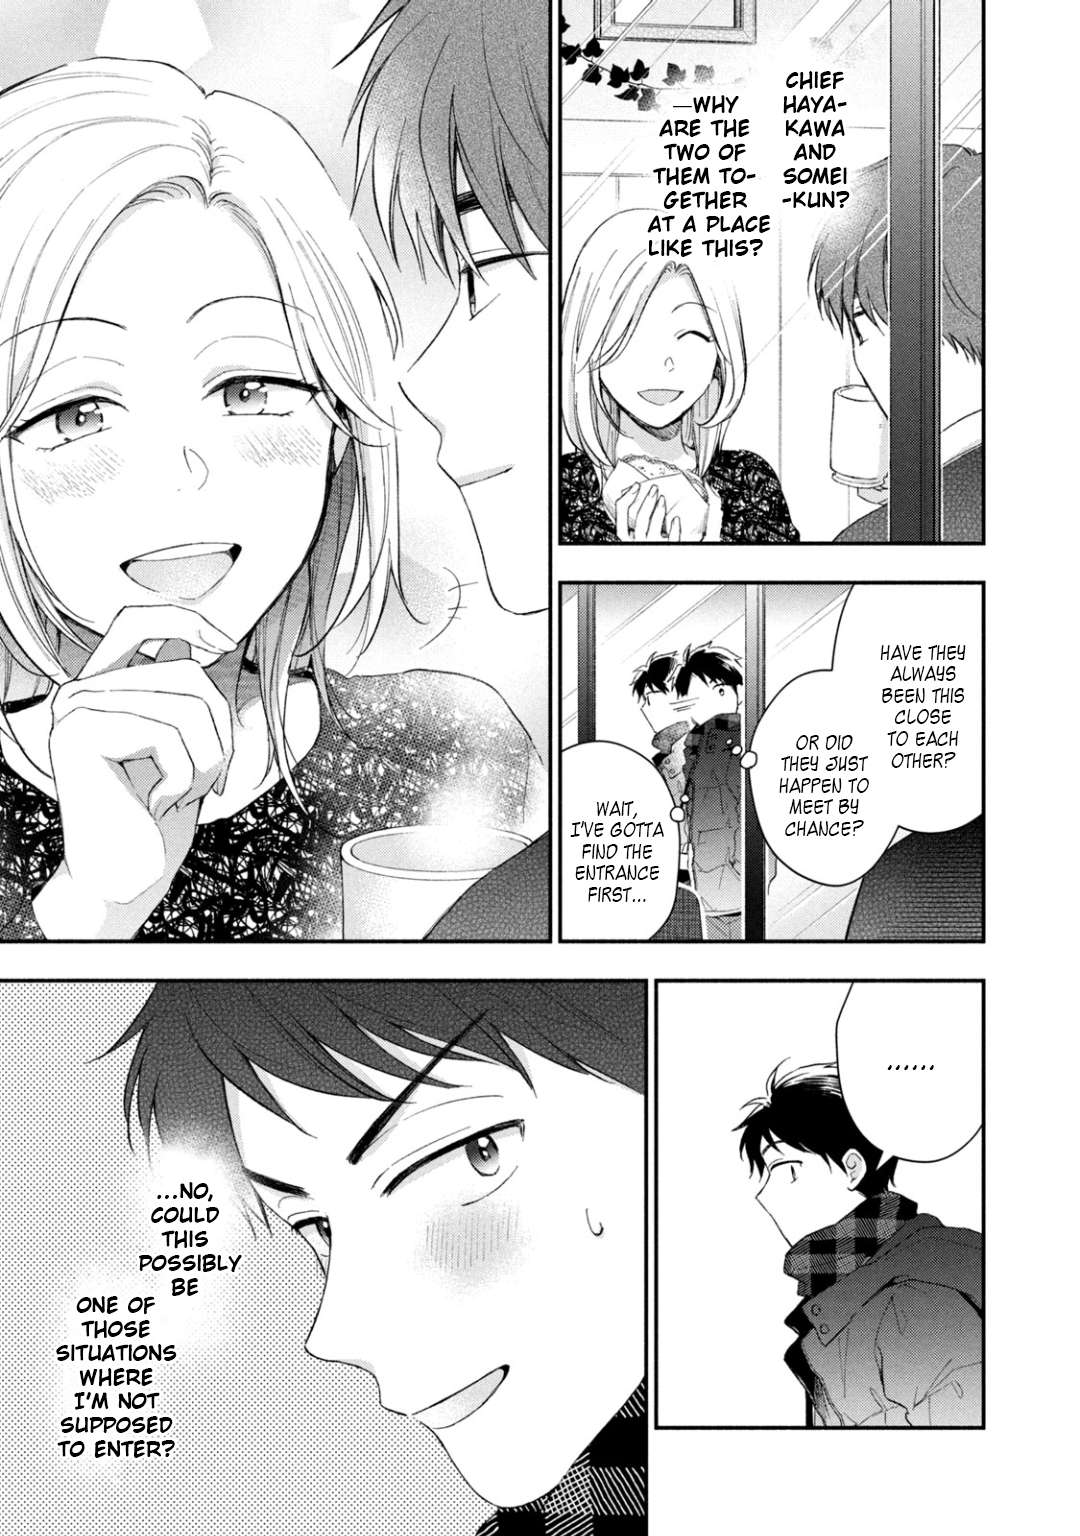 CHIEF
HAYA-
KAWA
AND
SOMEI
-KUN?
—WHY
ARE THE
TWO OF
THEM TO-
GETHER
AT A PLACE
LIKE THIS?
HAVE THEY
ALWAYS
BEEN THIS
CLOSE
TO EACH
OTHER?
OR DID
THEY JUST
HAPPEN TO
MEET BY
CHANCE?
WAIT,
I'VE GOTTA
FIND THE
ENTRANCE
FIRST...
......
...NO,
COULD
THIS
POSSIBLY
BE
ONE OF
THOSE
SITUATIONS
WHERE
I'M NOT
SUPPOSED
TO ENTER?